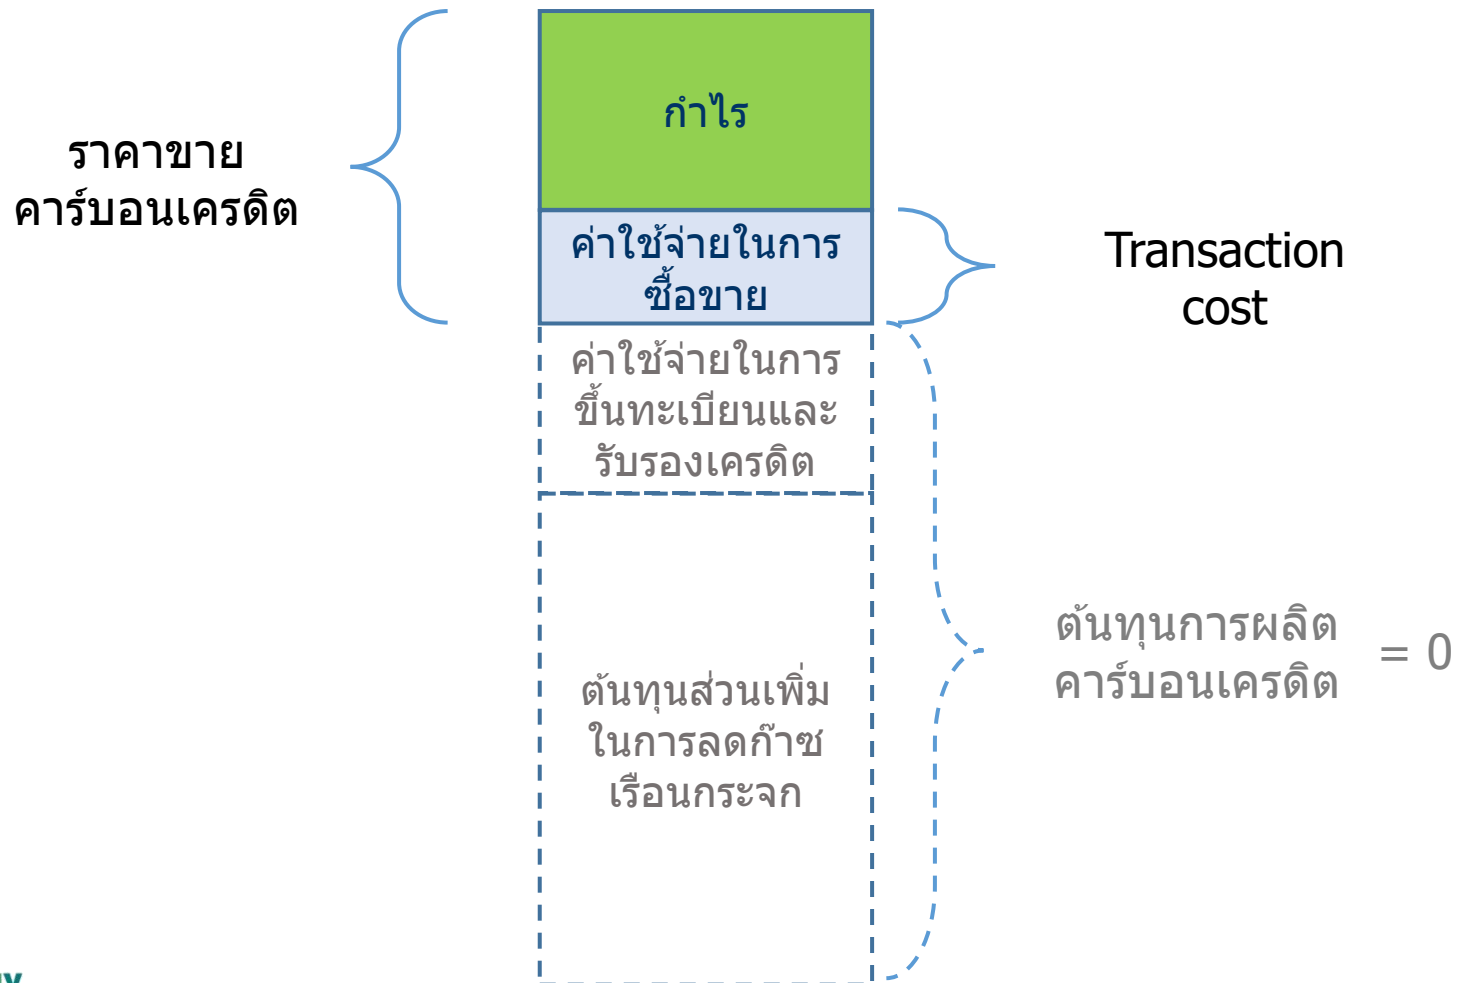 กำไร
ราคาขาย
คาร์บอนเครดิต
ค่าใช้จ่ายในการ
ซื้อขาย
Transaction
cost
ค่าใช้จ่ายในการ
ขึ้นทะเบียนและ
รับรองเครดิต
ต้นทุนส่วนเพิ่ม
ในการลดก๊าซ
เรือนกระจก
ต้นทุนการผลิต
คาร์บอนเครดิต
= 0